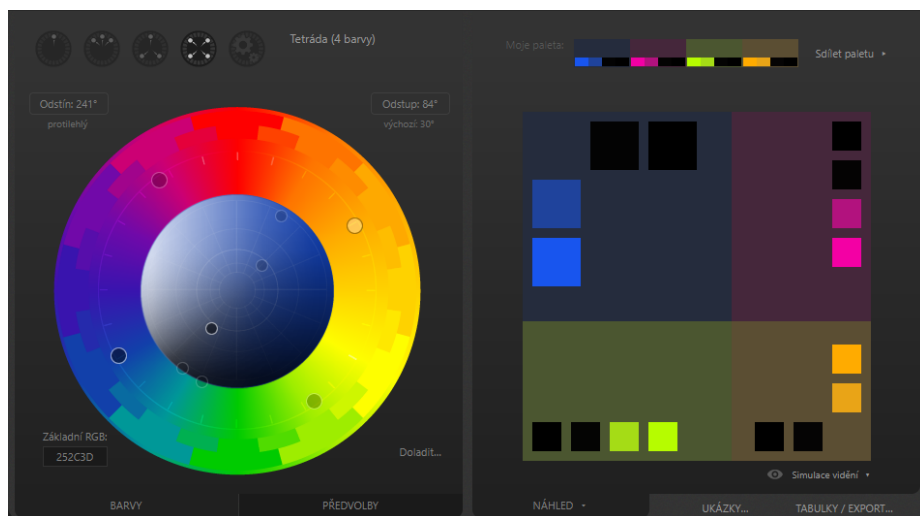 Tetráda (4 barvy)
Moje paleta:
Sdílet paletu
Odstín: 241°
protilehlý
Odstup: 84°
výchozí: 30°
Základní RGB:
252C3D
Doladit...
Simulace vidění
BARVY
PŘEDVOLBY
NÁHLED
UKÁZKY...
TABULKY / EXPORT...